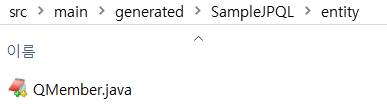 src > main > generated > SampleJPQL > entity
이름
QMember.java